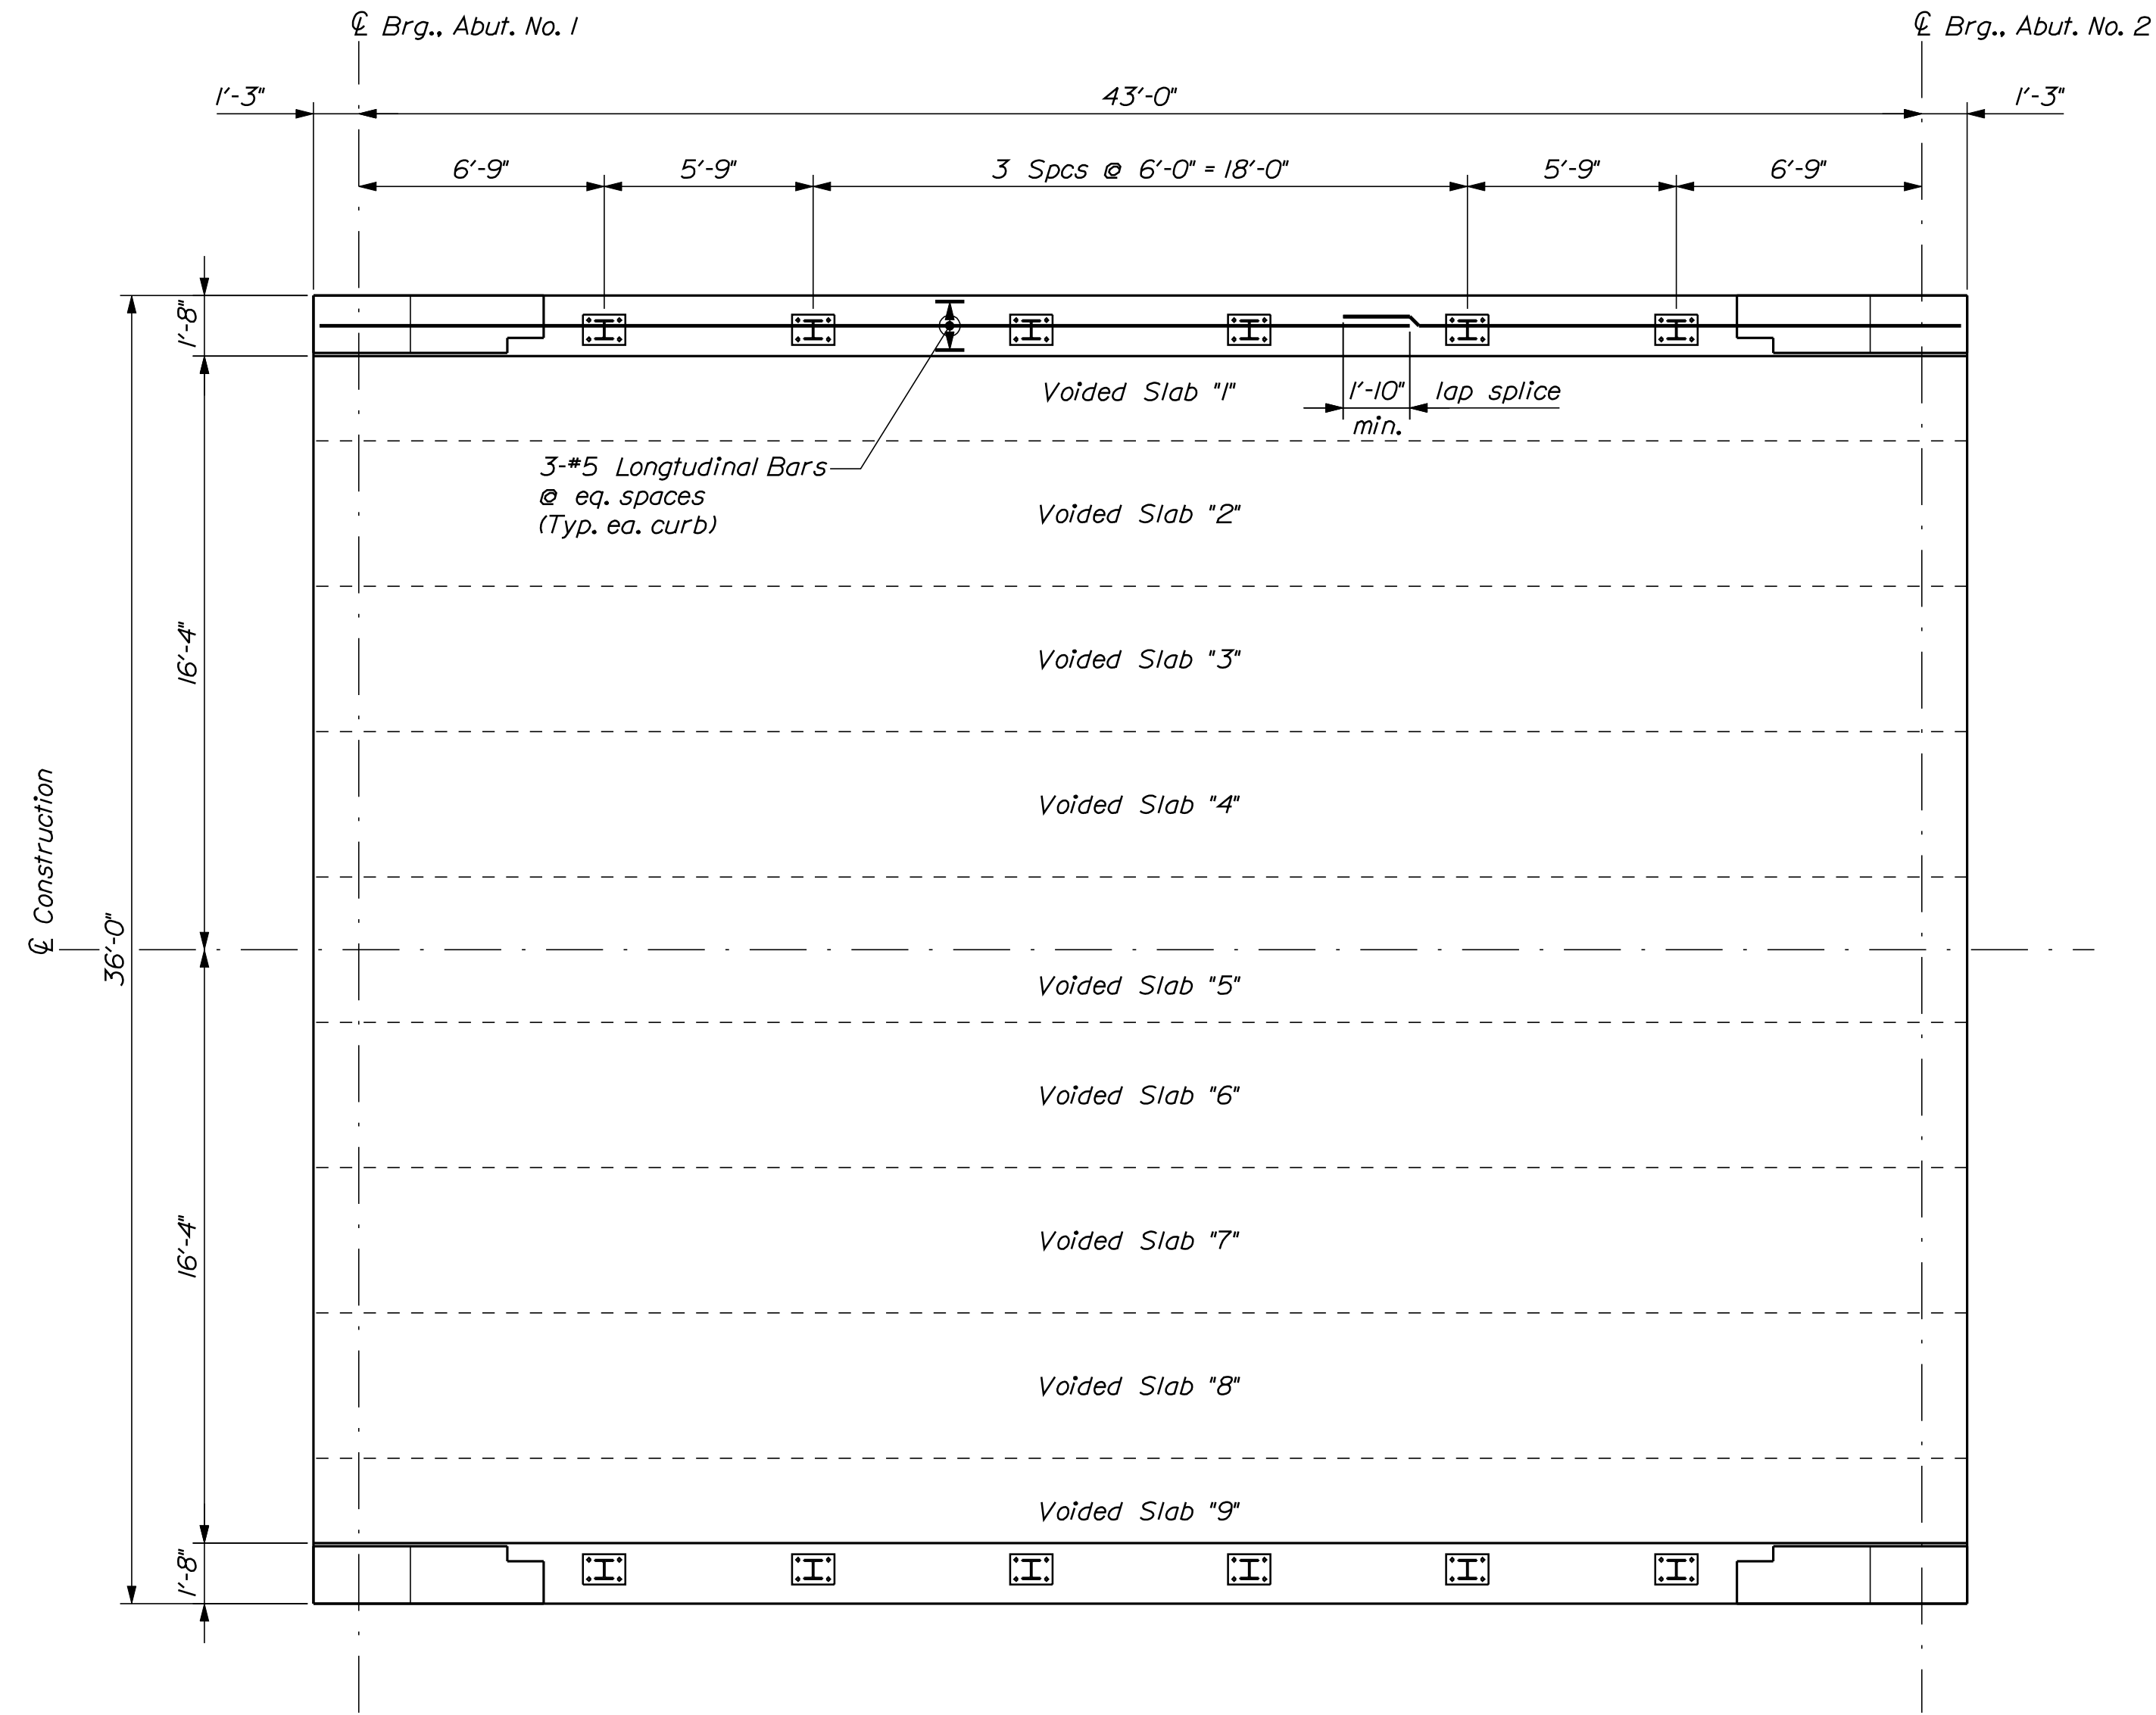 ℄ Brg., Abut. No. 1
℄ Brg., Abut. No. 2
1'-3"
43'-0"
1'-3"
6'-9"
5'-9"
3 Spcs @ 6'-0" = 18'-0"
5'-9"
6'-9"
1'-8"
Voided Slab "1"
1'-10" lap splice
min.
3-#5 Longtudinal Bars
@ eq. spaces
(Typ. ea. curb)
Voided Slab "2"
16'-4"
Voided Slab "3"
Voided Slab "4"
℄ Construction
36'-0"
Voided Slab "5"
Voided Slab "6"
16'-4"
Voided Slab "7"
Voided Slab "8"
Voided Slab "9"
1'-8"